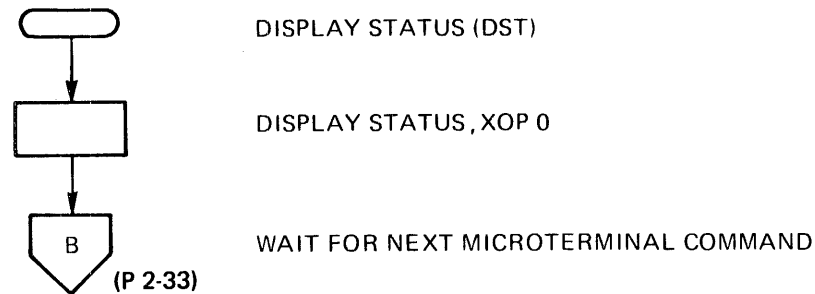 DISPLAY STATUS (DST)
DISPLAY STATUS, XOP 0
B
WAIT FOR NEXT MICROTERMINAL COMMAND
(P 2-33)